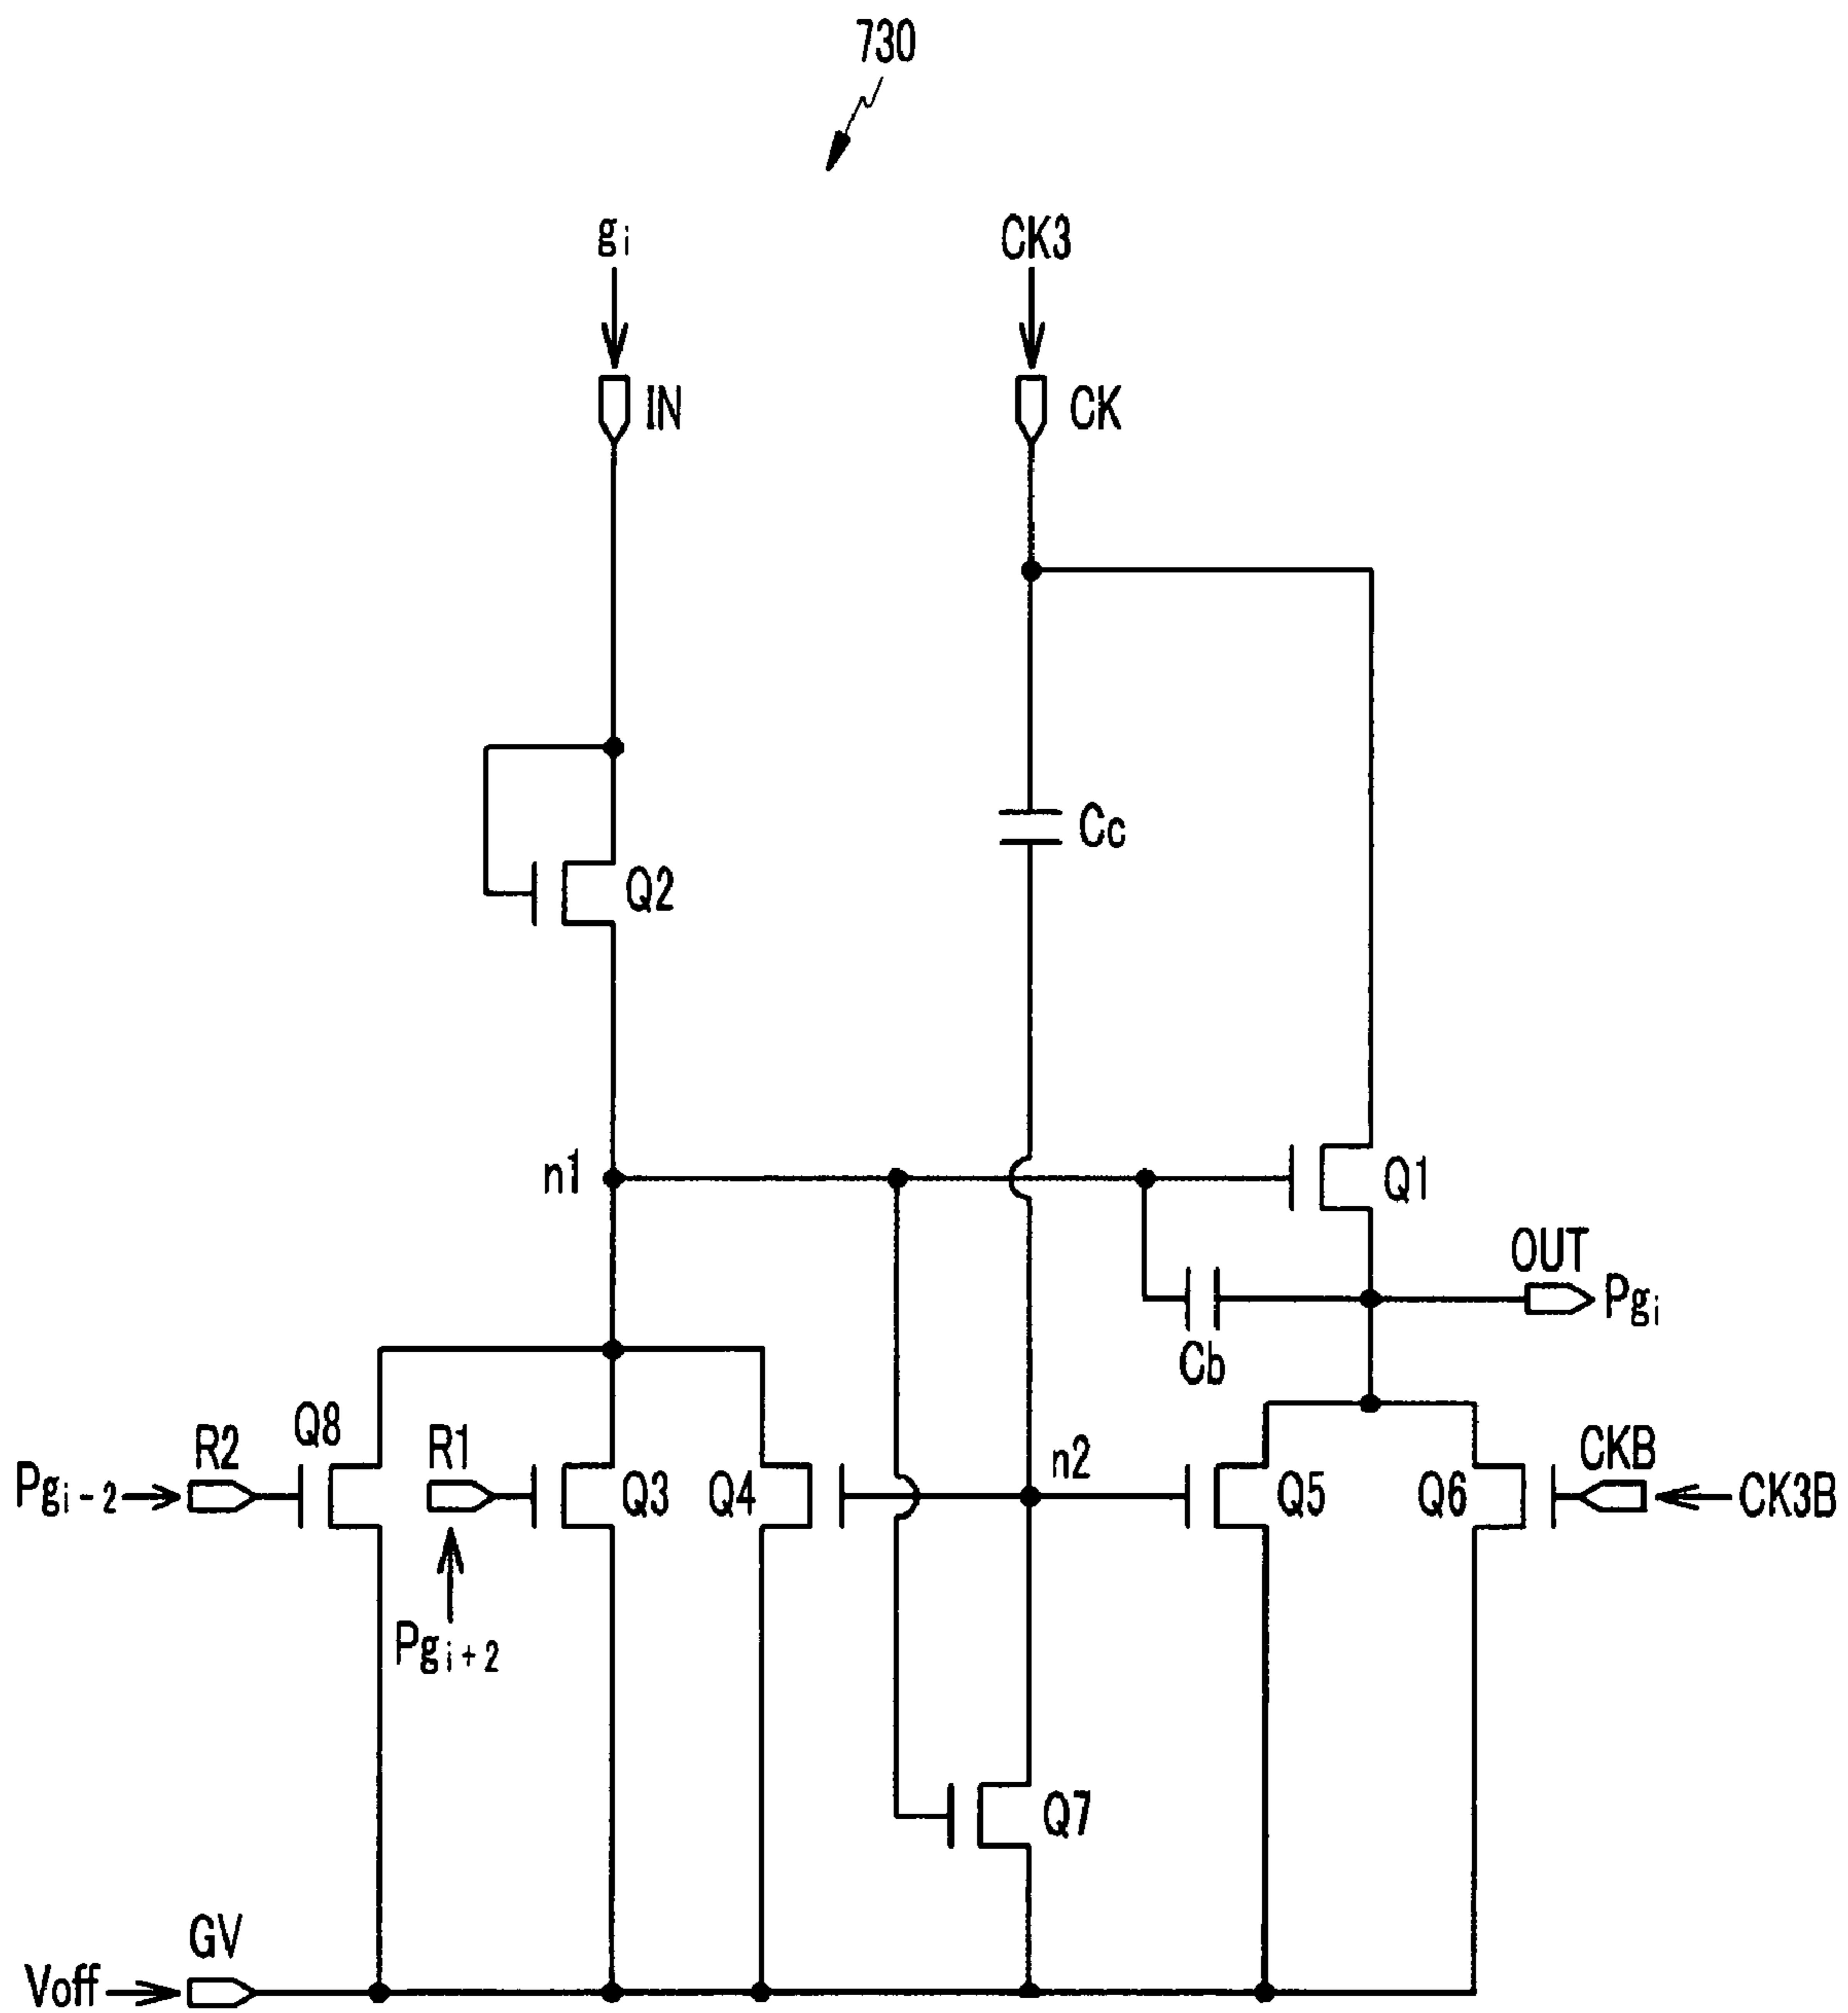 730
gi
CK3
IN
CK
Q2
Cc
n1
Q1
OUT
Pgi
Cb
Q8
R2
R1
Pgi-2
Q3
Q4
n2
Q5
Q6
CKB
CK3B
Pgi+2
Q7
GV
Voff